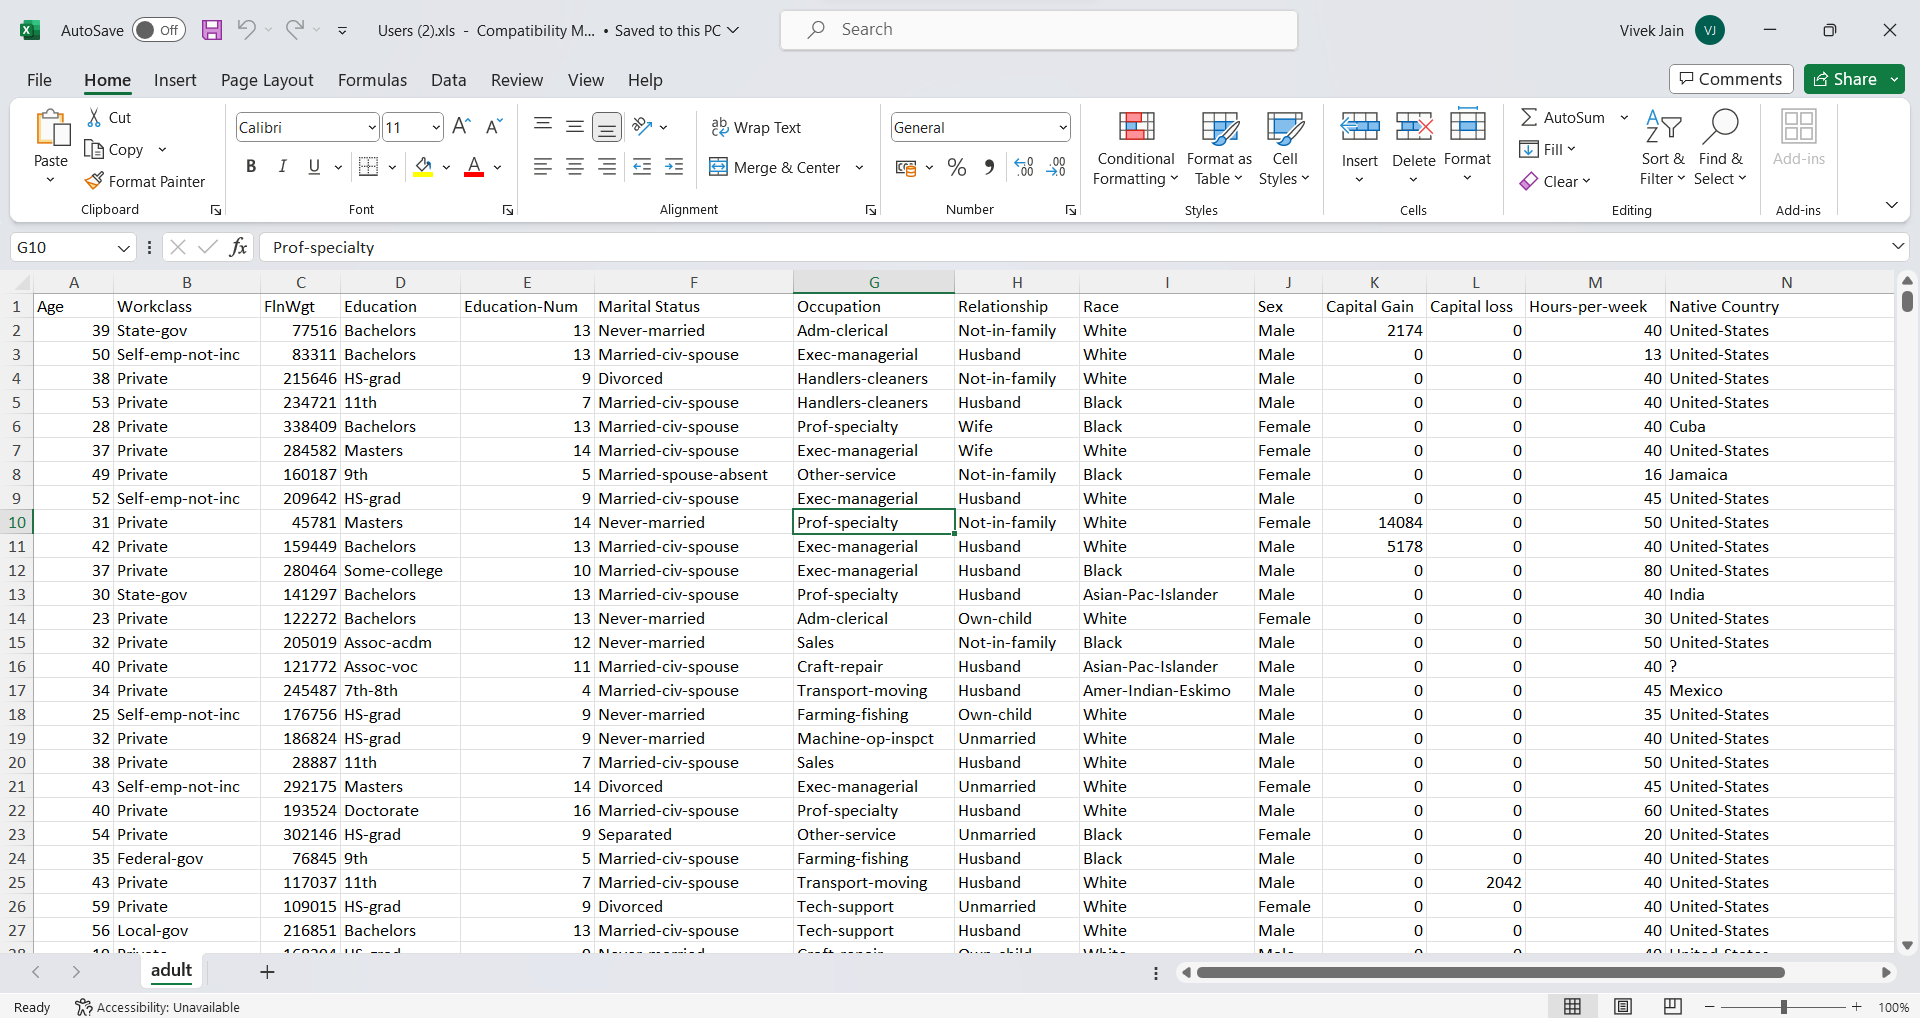 AutoSave Off Users (2).xls - Compatibility M... • Saved to this PC Search Vivek Jain VJ
File Home Insert Page Layout Formulas Data Review View Help Comments Share
Paste Cut Copy Format Painter Clipboard
Calibri 11 B I U A Font
ab Wrap Text Merge & Center Alignment
General % Number
Conditional Formatting Format as Table Cell Styles Styles
Insert Delete Format Cells
AutoSum Fill Clear Sort & Filter Find & Select Editing
Add-ins Add-ins
G10 fx Prof-specialty
A B C D E F G H I J K L M N
1 Age Workclass FlnWgt Education Education-Num Marital Status Occupation Relationship Race Sex Capital Gain Capital loss Hours-per-week Native Country
2 39 State-gov 77516 Bachelors 13 Never-married Adm-clerical Not-in-family White Male 2174 0 40 United-States
3 50 Self-emp-not-inc 83311 Bachelors 13 Married-civ-spouse Exec-managerial Husband White Male 0 0 13 United-States
4 38 Private 215646 HS-grad 9 Divorced Handlers-cleaners Not-in-family White Male 0 0 40 United-States
5 53 Private 234721 11th 7 Married-civ-spouse Handlers-cleaners Husband Black Male 0 0 40 United-States
6 28 Private 338409 Bachelors 13 Married-civ-spouse Prof-specialty Wife Black Female 0 0 40 Cuba
7 37 Private 284582 Masters 14 Married-civ-spouse Exec-managerial Wife White Female 0 0 40 United-States
8 49 Private 160187 9th 5 Married-spouse-absent Other-service Not-in-family Black Female 0 0 16 Jamaica
9 52 Self-emp-not-inc 209642 HS-grad 9 Married-civ-spouse Exec-managerial Husband White Male 0 0 45 United-States
10 31 Private 45781 Masters 14 Never-married Prof-specialty Not-in-family White Female 14084 0 50 United-States
11 42 Private 159449 Bachelors 13 Married-civ-spouse Exec-managerial Husband White Male 5178 0 40 United-States
12 37 Private 280464 Some-college 10 Married-civ-spouse Exec-managerial Husband Black Male 0 0 80 United-States
13 30 State-gov 141297 Bachelors 13 Married-civ-spouse Prof-specialty Husband Asian-Pac-Islander Male 0 0 40 India
14 23 Private 122272 Bachelors 13 Never-married Adm-clerical Own-child White Female 0 0 30 United-States
15 32 Private 205019 Assoc-acdm 12 Never-married Sales Not-in-family Black Male 0 0 50 United-States
16 40 Private 121772 Assoc-voc 11 Married-civ-spouse Craft-repair Husband Asian-Pac-Islander Male 0 0 40 ?
17 34 Private 245487 7th-8th 4 Married-civ-spouse Transport-moving Husband Amer-Indian-Eskimo Male 0 0 45 Mexico
18 25 Self-emp-not-inc 176756 HS-grad 9 Never-married Farming-fishing Own-child White Male 0 0 35 United-States
19 32 Private 186824 HS-grad 9 Never-married Machine-op-inspct Unmarried White Male 0 0 40 United-States
20 38 Private 28887 11th 7 Married-civ-spouse Sales Husband White Male 0 0 50 United-States
21 43 Self-emp-not-inc 292175 Masters 14 Divorced Exec-managerial Unmarried White Female 0 0 45 United-States
22 40 Private 193524 Doctorate 16 Married-civ-spouse Prof-specialty Husband White Male 0 0 60 United-States
23 54 Private 302146 HS-grad 9 Separated Other-service Unmarried Black Female 0 0 20 United-States
24 35 Federal-gov 76845 9th 5 Married-civ-spouse Farming-fishing Husband Black Male 0 0 40 United-States
25 43 Private 117037 11th 7 Married-civ-spouse Transport-moving Husband White Male 0 2042 40 United-States
26 59 Private 109015 HS-grad 9 Divorced Tech-support Unmarried White Female 0 0 40 United-States
27 56 Local-gov 216851 Bachelors 13 Married-civ-spouse Tech-support Husband White Male 0 0 40 United-States
adult
Ready Accessibility: Unavailable 100%